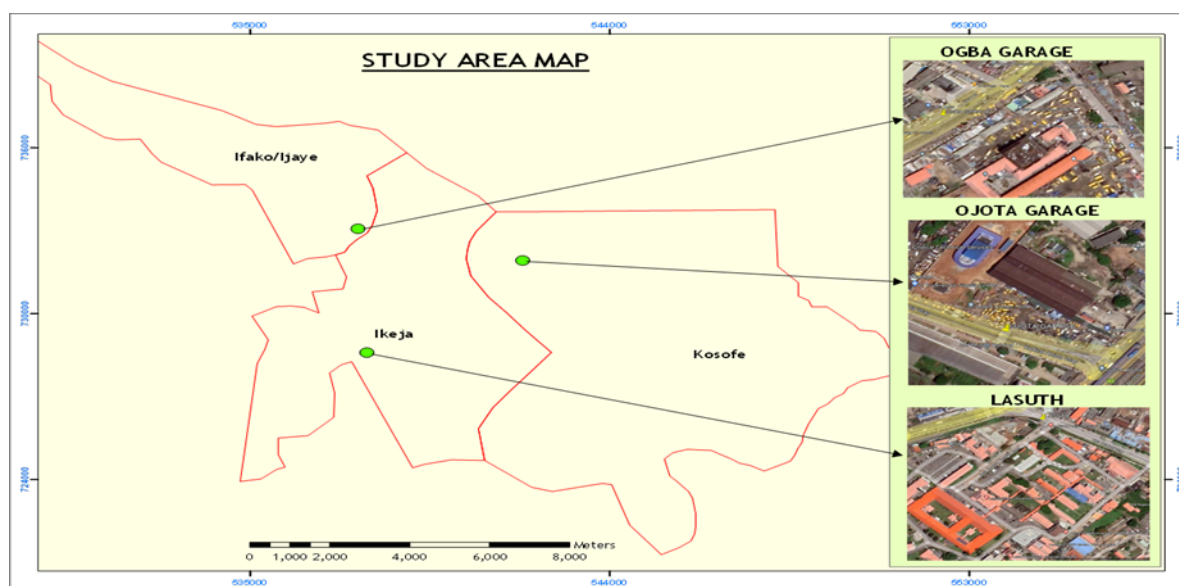 535000 544000 553000
STUDY AREA MAP
OGBA GARAGE
736000
Ifako/Ijaye
OJOTA GARAGE
730000
Ikeja
Kosofe
LASUTH
724000
Meters
0 1,000 2,000 4,000 6,000 8,000
535000 544000 553000